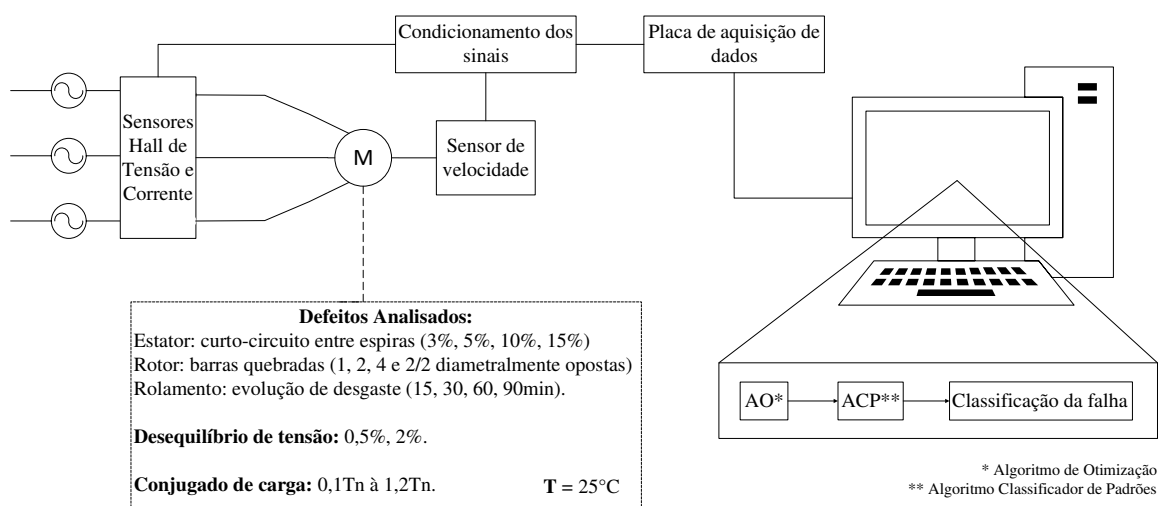 Condicionamento dos
sinais
Placa de aquisição de
dados
Sensores
Hall de
Tensão e
Corrente
M
Sensor de
velocidade
Defeitos Analisados:
Estator: curto-circuito entre espiras (3%, 5%, 10%, 15%)
Rotor: barras quebradas (1, 2, 4 e 2/2 diametralmente opostas)
Rolamento: evolução de desgaste (15, 30, 60, 90min).
Desequilíbrio de tensão: 0,5%, 2%.
Conjugado de carga: 0,1Tn à 1,2Tn. T = 25°C
AO*
ACP**
Classificação da falha
* Algoritmo de Otimização
** Algoritmo Classificador de Padrões